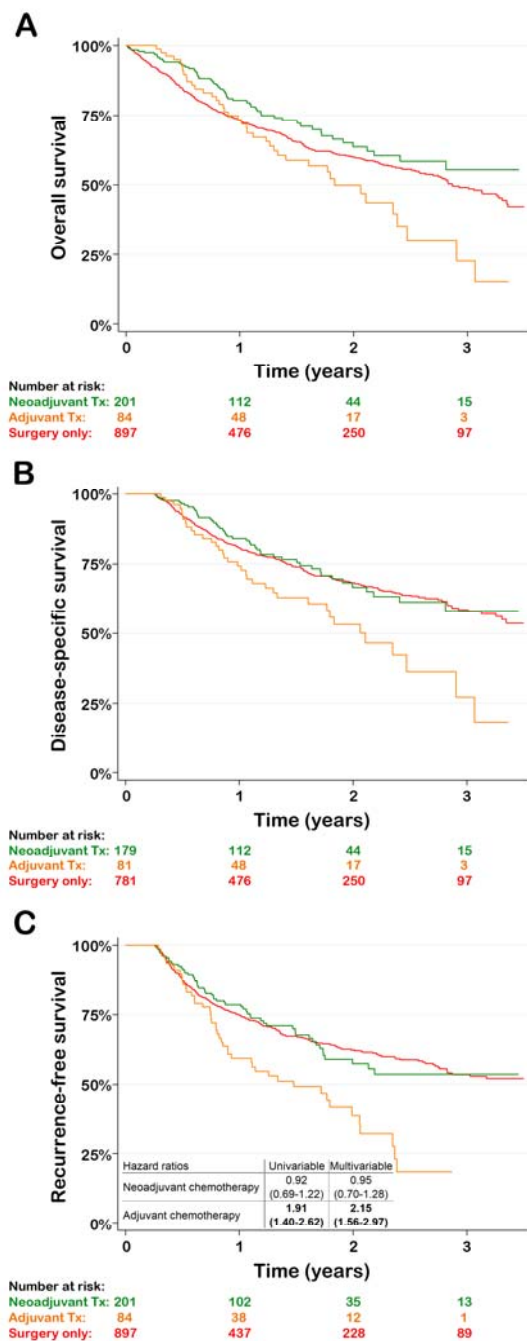 A
Overall survival
100%
75%
50%
25%
0%
0 1 2 3
Time (years)
Number at risk:
Neoadjuvant Tx: 201 112 44 15
Adjuvant Tx: 84 48 17 3
Surgery only: 897 476 250 97
B
Disease-specific survival
100%
75%
50%
25%
0%
0 1 2 3
Time (years)
Number at risk:
Neoadjuvant Tx: 179 112 44 15
Adjuvant Tx: 81 48 17 3
Surgery only: 781 476 250 97
C
Recurrence-free survival
100%
75%
50%
25%
0%
Hazard ratios Univariable Multivariable
Neoadjuvant chemotherapy 0.92 0.95
(0.69-1.22) (0.70-1.28)
Adjuvant chemotherapy 1.91 2.15
(1.40-2.62) (1.56-2.97)
0 1 2 3
Time (years)
Number at risk:
Neoadjuvant Tx: 201 102 35 13
Adjuvant Tx: 84 38 12 1
Surgery only: 897 437 228 89